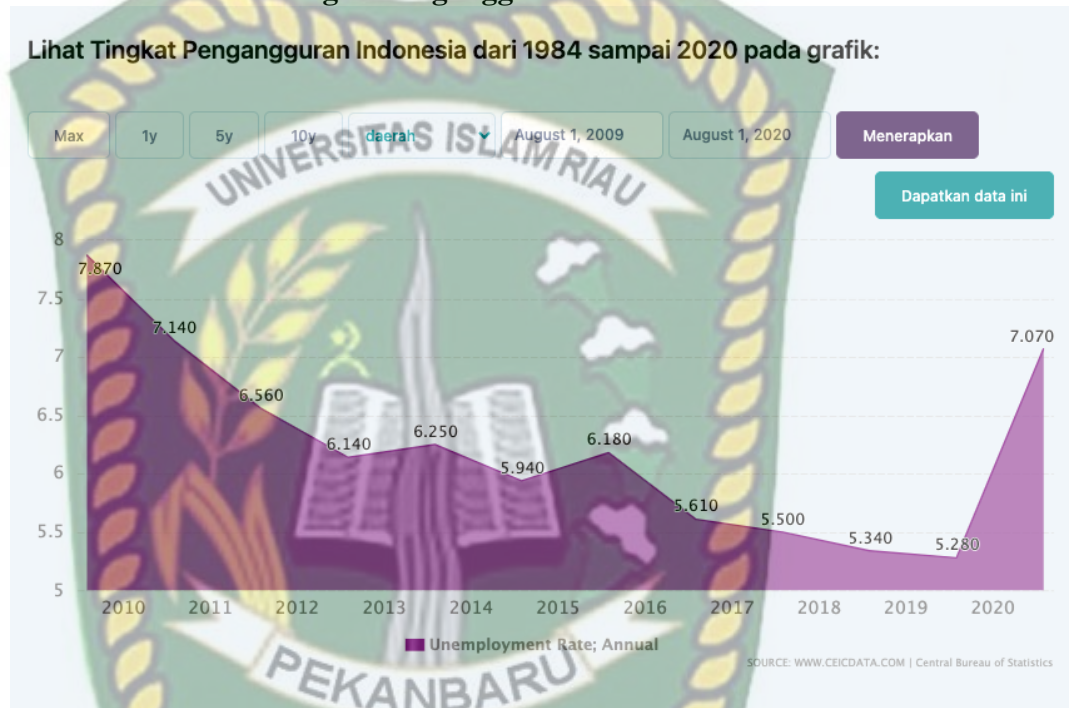 Lihat Tingkat Pengangguran Indonesia dari 1984 sampai 2020 pada grafik:
Max 1y 5y 10y daerah August 1, 2009 August 1, 2020 Menerapkan
Dapatkan data ini
UNIVERSITAS ISLAM RIAU
8
7.5
7
6.5
6
5.5
5
7.870
7.140
6.560
6.140
6.250
5.940
6.180
5.610
5.500
5.340
5.280
7.070
2010 2011 2012 2013 2014 2015 2016 2017 2018 2019 2020
Unemployment Rate; Annual
SOURCE: WWW.CEICDATA.COM | Central Bureau of Statistics
PEKANBARU